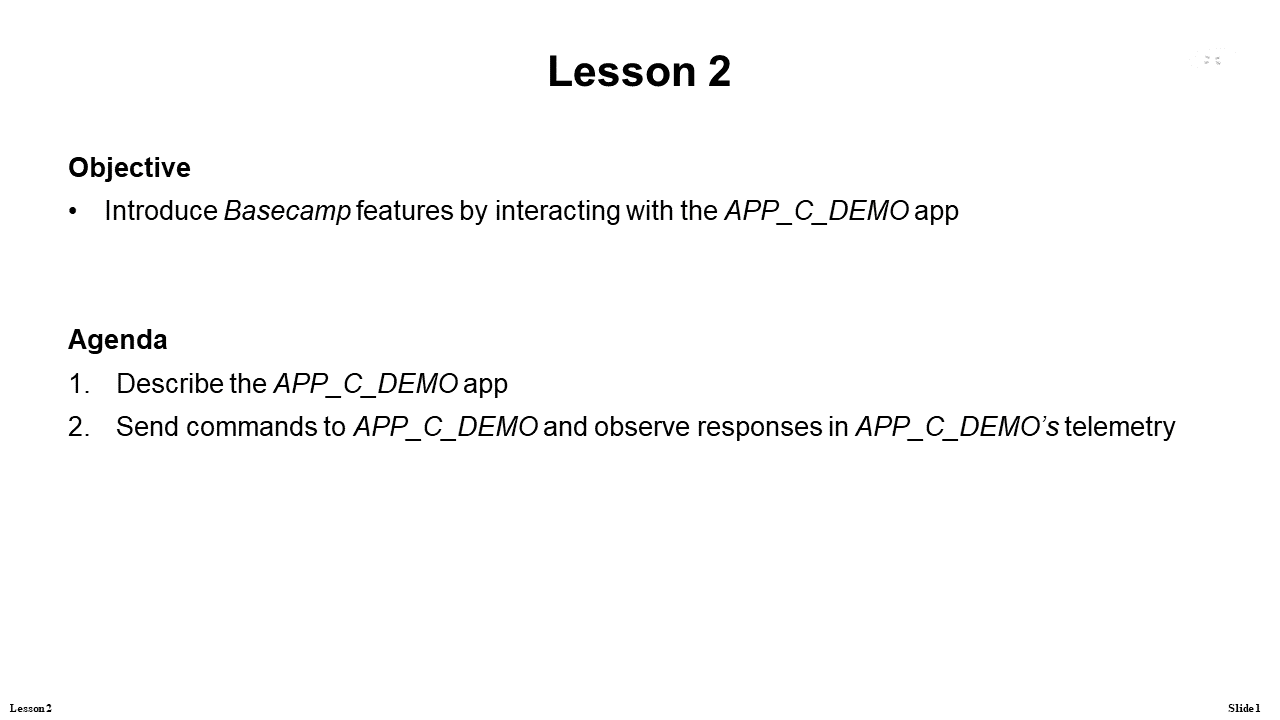 Lesson 2
Objective
• Introduce Basecamp features by interacting with the APP_C_DEMO app
Agenda
1. Describe the APP_C_DEMO app
2. Send commands to APP_C_DEMO and observe responses in APP_C_DEMO’s telemetry
Lesson 2
Slide 1